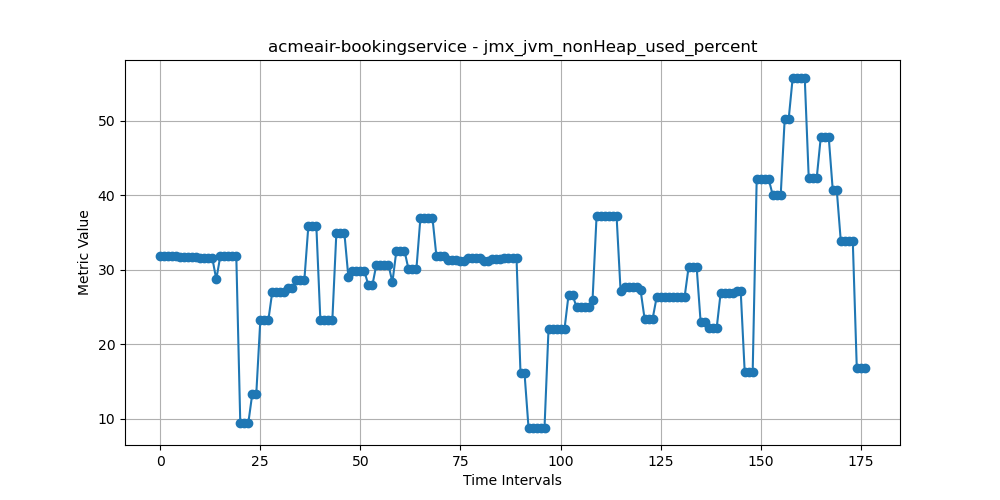 acmeair-bookingservice - jmx_jvm_nonHeap_used_percent
50
40
30
20
10
Metric Value
0 25 50 75 100 125 150 175
Time Intervals